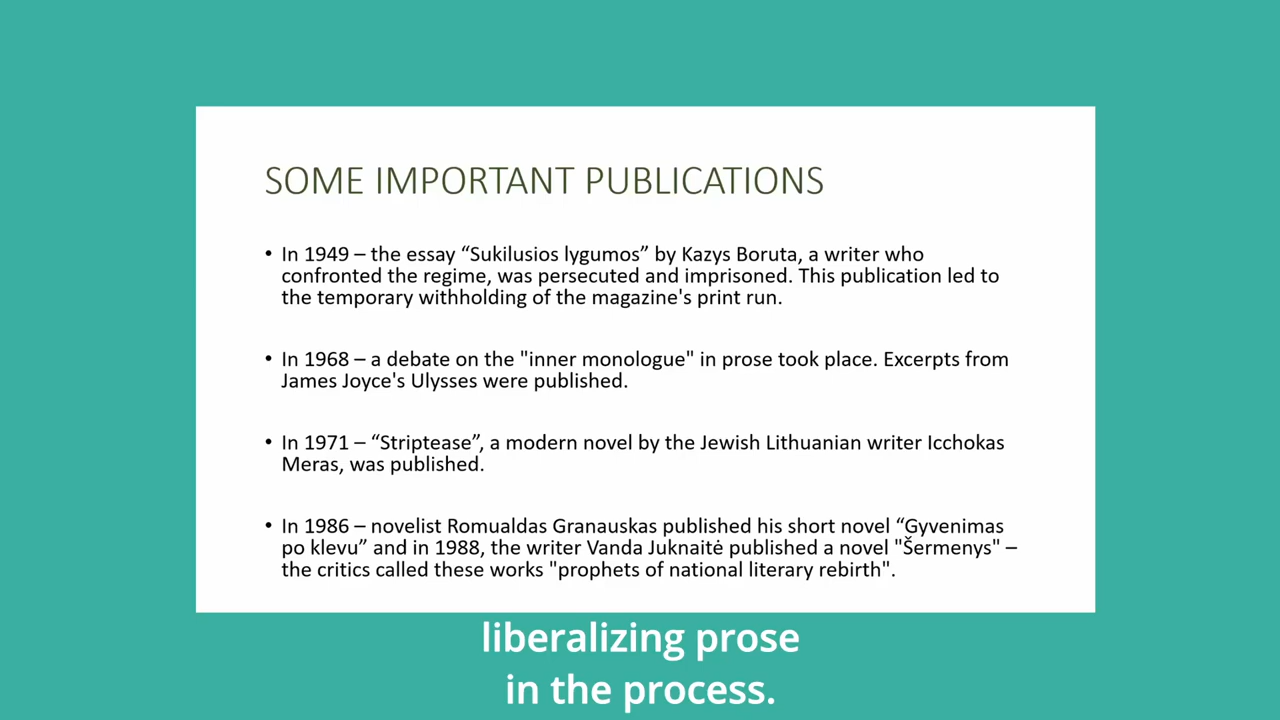 SOME IMPORTANT PUBLICATIONS
• In 1949 – the essay “Sukilusios lygumos” by Kazys Boruta, a writer who
confronted the regime, was persecuted and imprisoned. This publication led to
the temporary withholding of the magazine's print run.
• In 1968 – a debate on the "inner monologue" in prose took place. Excerpts from
James Joyce's Ulysses were published.
• In 1971 – “Striptease”, a modern novel by the Jewish Lithuanian writer Icchokas
Meras, was published.
• In 1986 – novelist Romualdas Granauskas published his short novel “Gyvenimas
po klevu” and in 1988, the writer Vanda Juknaitė published a novel "Šermenys" –
the critics called these works "prophets of national literary rebirth".
liberalizing prose
in the process.